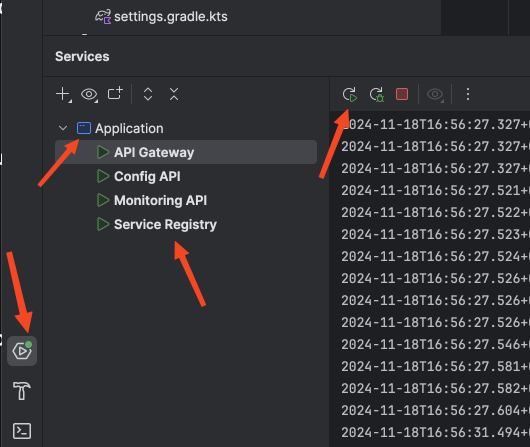 settings.gradle.kts
Services
Application
API Gateway
Config API
Monitoring API
Service Registry
2024-11-18T16:56:27.327+
2024-11-18T16:56:27.327+
2024-11-18T16:56:27.327+
2024-11-18T16:56:27.521+
2024-11-18T16:56:27.522+
2024-11-18T16:56:27.523+
2024-11-18T16:56:27.524+
2024-11-18T16:56:27.526+
2024-11-18T16:56:27.526+
2024-11-18T16:56:27.526+
2024-11-18T16:56:27.546+
2024-11-18T16:56:27.581+
2024-11-18T16:56:27.582+
2024-11-18T16:56:27.604+
2024-11-18T16:56:31.494+